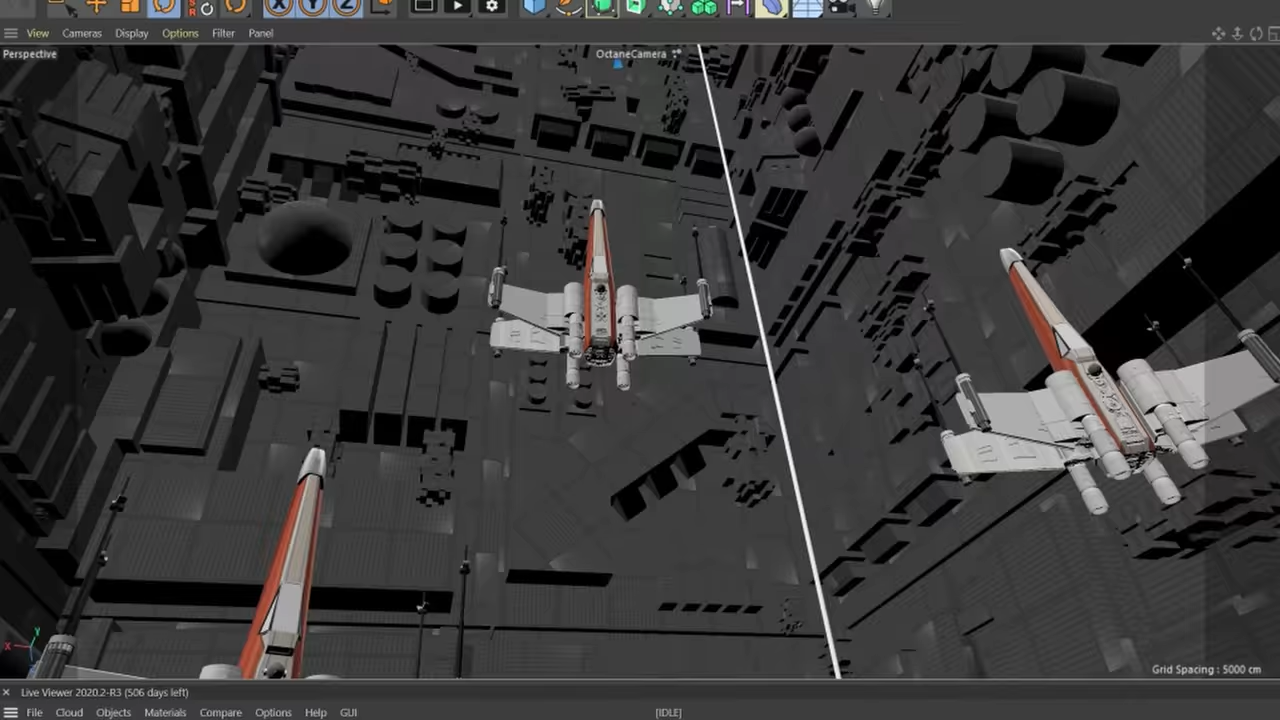 X Y Z
View Cameras Display Options Filter Panel
Perspective
OctaneCamera
Y
X
Grid Spacing : 5000 cm
Live Viewer 2020.2-R3 (506 days left)
File Cloud Objects Materials Compare Options Help GUI
[IDLE]